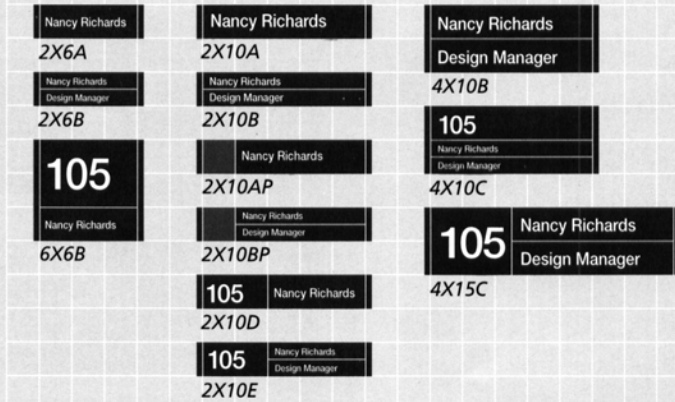 Nancy Richards
2X6A
Nancy Richards
Design Manager
2X6B
105
Nancy Richards
6X6B
Nancy Richards
2X10A
Nancy Richards
Design Manager
2X10B
Nancy Richards
2X10AP
Nancy Richards
Design Manager
2X10BP
105 Nancy Richards
2X10D
105 Nancy Richards
Design Manager
2X10E
Nancy Richards
Design Manager
4X10B
105
Nancy Richards
Design Manager
4X10C
105 Nancy Richards
Design Manager
4X15C